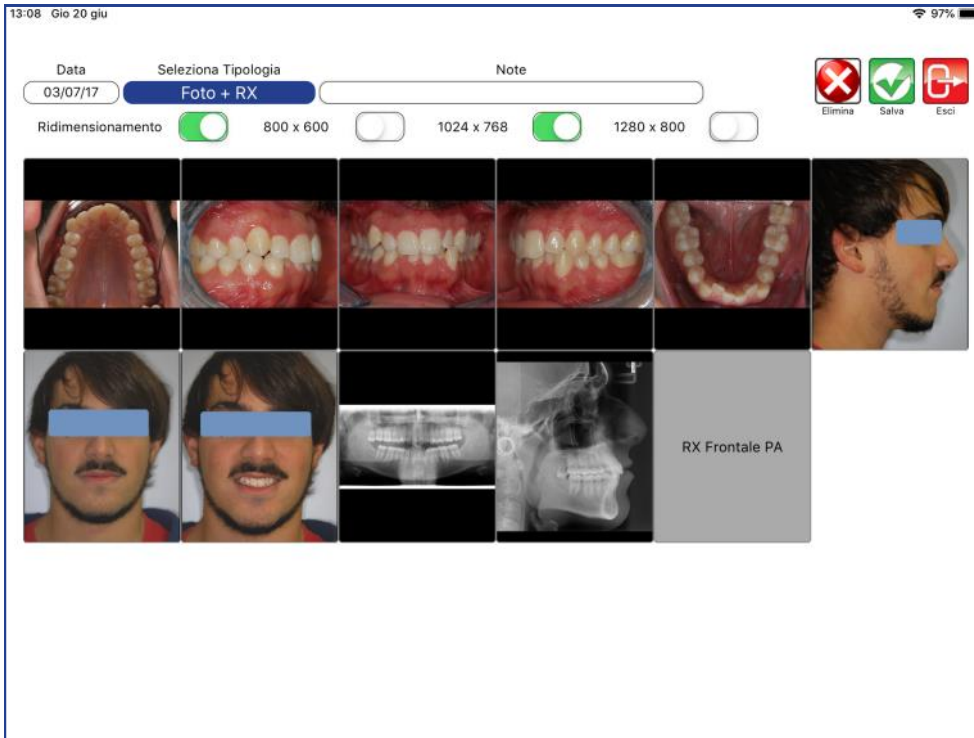 13:08 Gio 20 giu 97%
Data Seleziona Tipologia Note
03/07/17 Foto + RX
Elimina Salva Esci
Ridimensionamento 800 x 600 1024 x 768 1280 x 800
RX Frontale PA